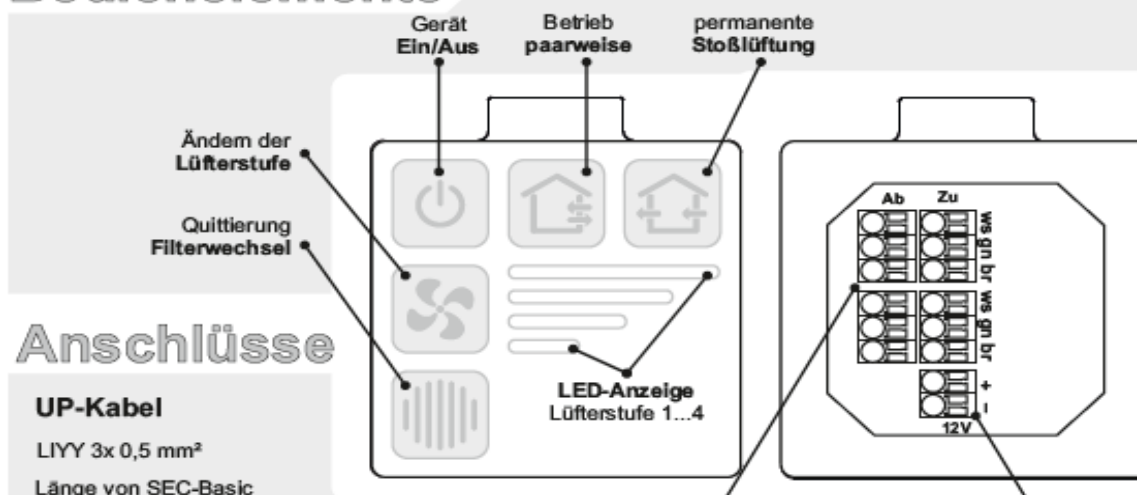 Bedienelemente
Gerät
Ein/Aus
Betrieb
paarweise
permanente
Stoßlüftung
Ändern der
Lüfterstufe
Quittierung
Filterwechsel
LED-Anzeige
Lüfterstufe 1...4
Ab Zu
ws gn br
ws gn br
+
–
12V
Anschlüsse
UP-Kabel
LIYY 3x 0,5 mm²
Länge von SEC-Basic